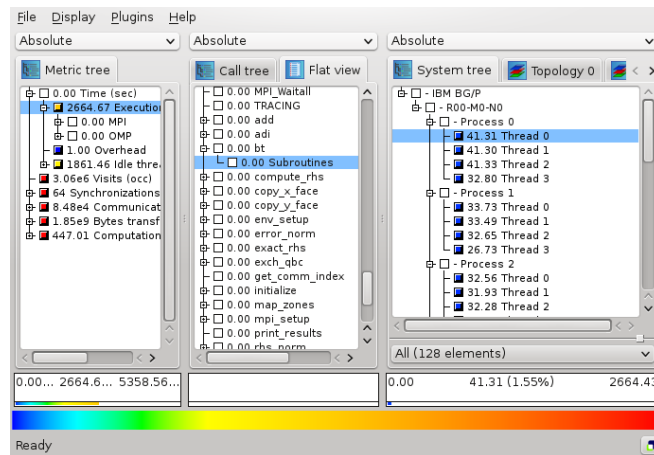 File Display Plugins Help
Absolute Absolute Absolute
Metric tree
0.00 Time (sec)
2664.67 Execution
0.00 MPI
0.00 OMP
1.00 Overhead
1861.46 Idle thre
3.06e6 Visits (occ)
64 Synchronizations
8.48e4 Communicat
1.85e9 Bytes transf
447.01 Computation
0.00... 2664.6... 5358.56...
Call tree Flat view
0.00 MPI_Waitall
0.00 TRACING
0.00 add
0.00 adi
0.00 bt
0.00 Subroutines
0.00 compute_rhs
0.00 copy_x_face
0.00 copy_y_face
0.00 env_setup
0.00 error_norm
0.00 exact_rhs
0.00 exch_qbc
0.00 get_comm_index
0.00 initialize
0.00 map_zones
0.00 mpi_setup
0.00 print_results
0.00 rhs_norm
System tree Topology 0
- IBM BG/P
- R00-M0-N0
- Process 0
41.31 Thread 0
41.30 Thread 1
41.33 Thread 2
32.80 Thread 3
- Process 1
33.73 Thread 0
33.49 Thread 1
32.65 Thread 2
26.73 Thread 3
- Process 2
32.56 Thread 0
31.93 Thread 1
32.28 Thread 2
All (128 elements)
0.00 41.31 (1.55%) 2664.43
Ready